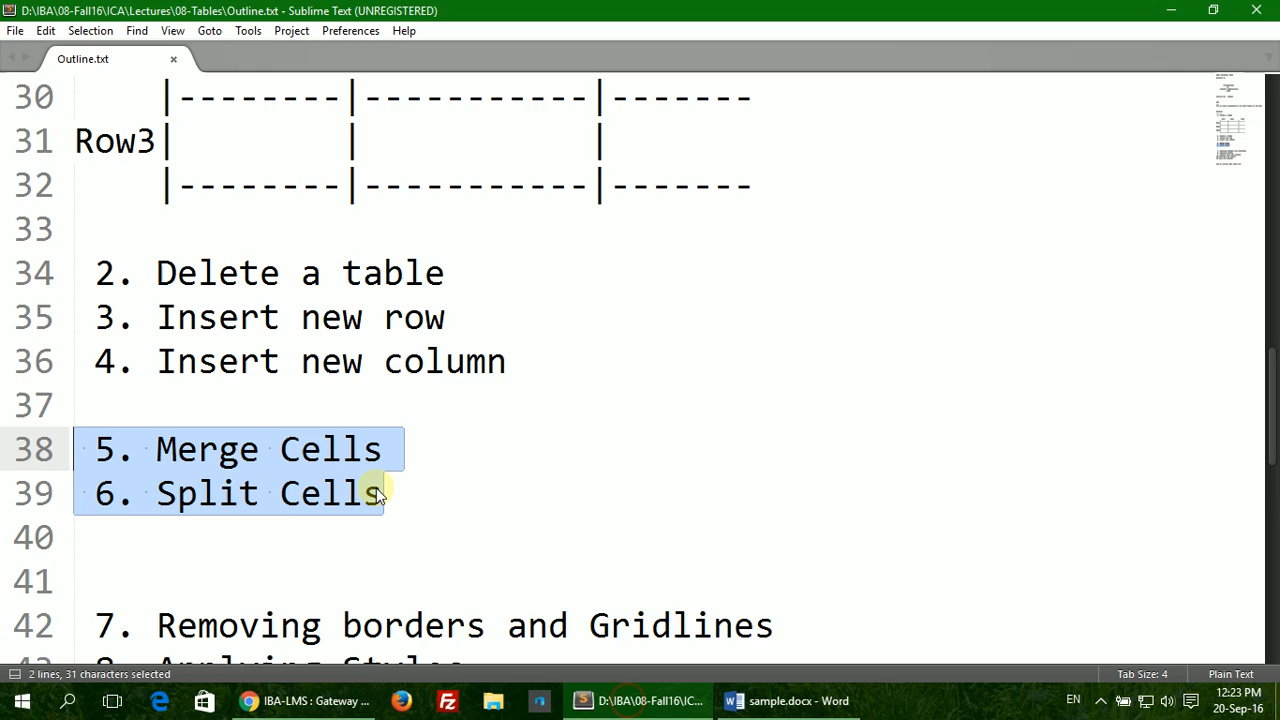 D:\IBA\08-Fall16\ICA\Lectures\08-Tables\Outline.txt - Sublime Text (UNREGISTERED)
File Edit Selection Find View Goto Tools Project Preferences Help
Outline.txt ×
30 |--------|-----------|-------
31 Row3| | |
32 |--------|-----------|-------
33
34 2. Delete a table
35 3. Insert new row
36 4. Insert new column
37
38 5. Merge Cells
39 6. Split Cells
40
41
42 7. Removing borders and Gridlines
43 8. Applying Styles
2 lines, 31 characters selected Tab Size: 4 Plain Text
IBA-LMS : Gateway ... D:\IBA\08-Fall16\IC... sample.docx - Word EN 12:23 PM
20-Sep-16